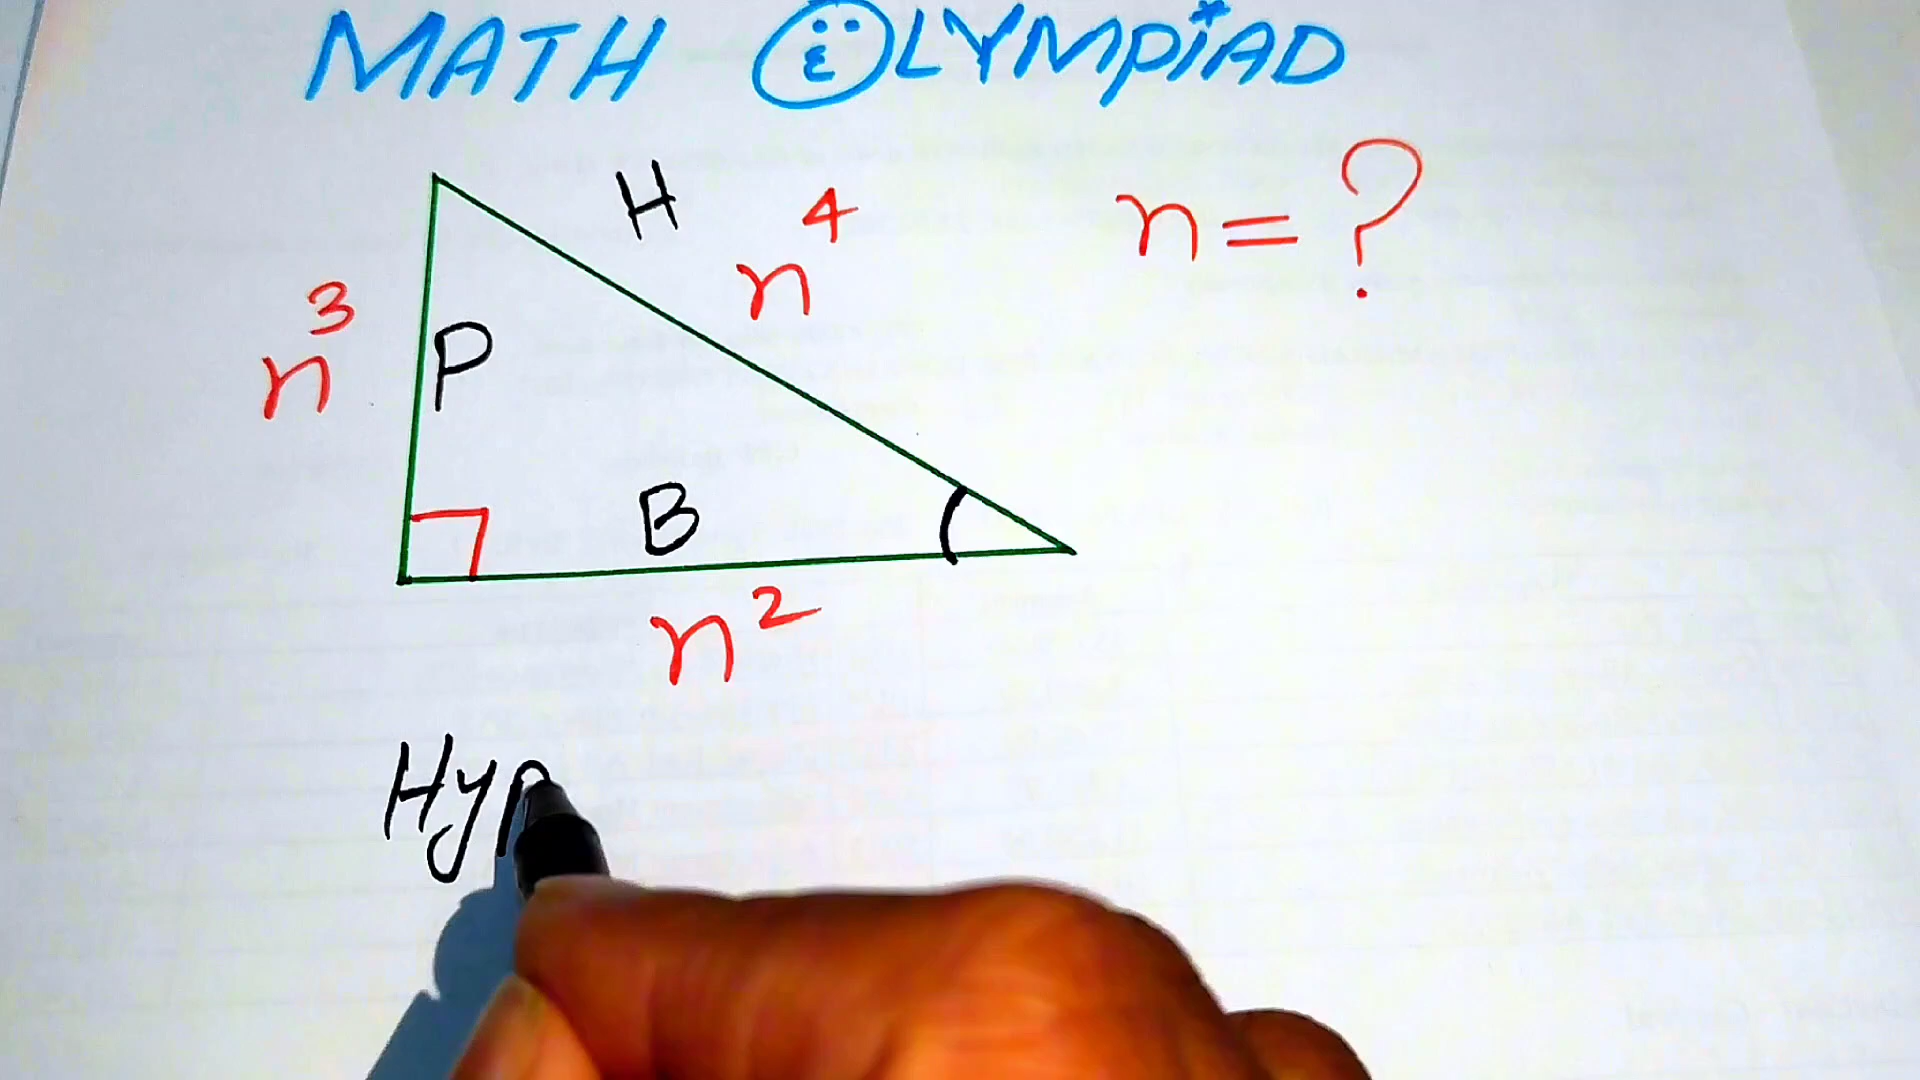 MATH OLYMPIAD
H
n⁴
n = ?
n³
P
B
n²
Hyp